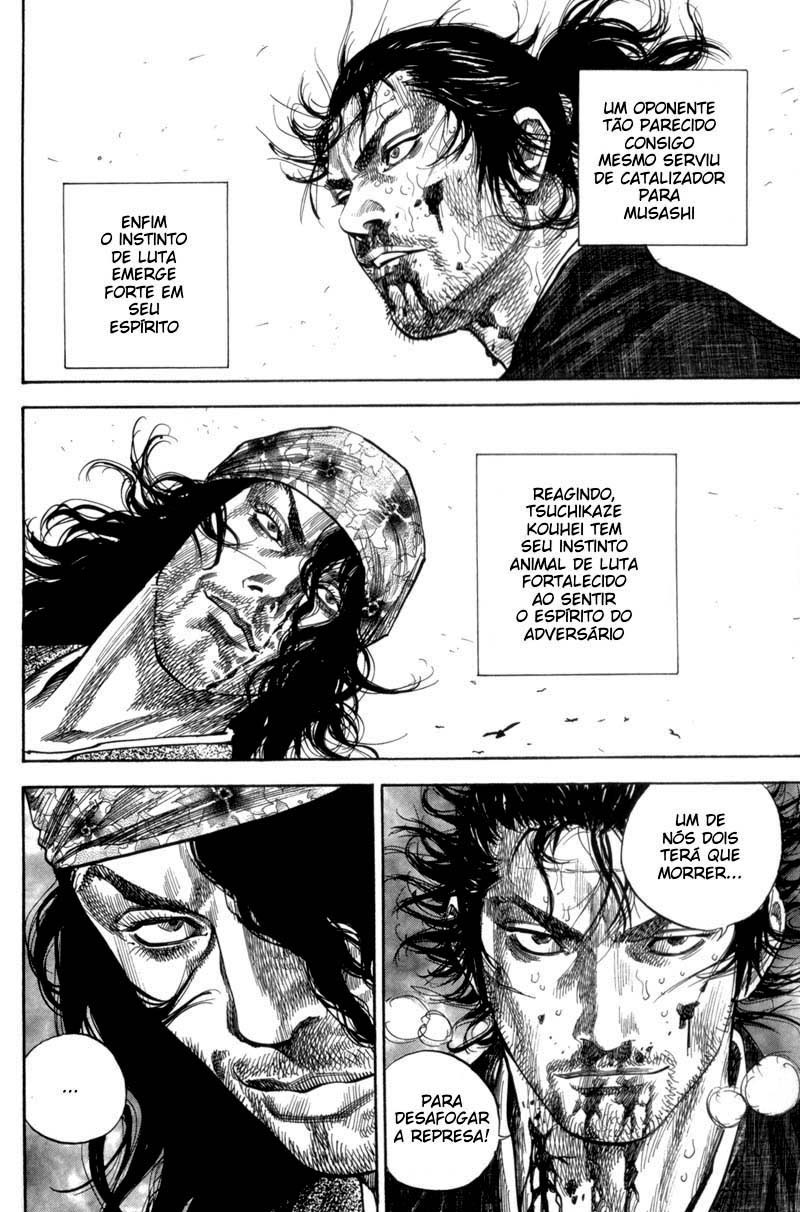 UM OPONENTE
TÃO PARECIDO
CONSIGO
MESMO SERVIU
DE CATALIZADOR
PARA
MUSASHI
ENFIM
O INSTINTO
DE LUTA
EMERGE
FORTE EM
SEU
ESPÍRITO
REAGINDO,
TSUCHIKAZE
KOUHEI TEM
SEU INSTINTO
ANIMAL DE LUTA
FORTALECIDO
AO SENTIR
O ESPÍRITO DO
ADVERSÁRIO
UM DE
NÓS DOIS
TERÁ QUE
MORRER...
PARA
DESAFOGAR
A REPRESA!
...